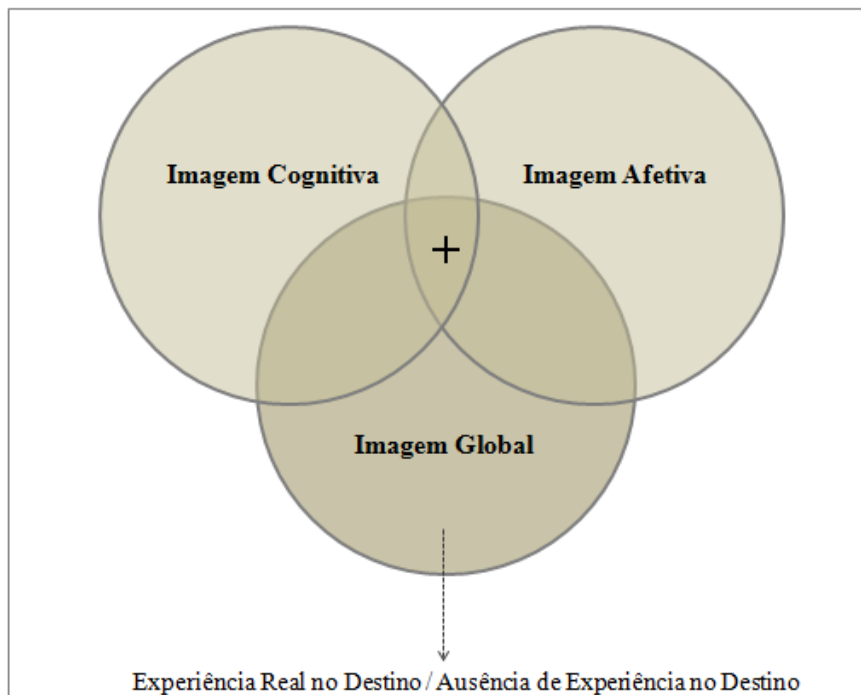 Imagem Cognitiva
Imagem Afetiva
+
Imagem Global
Experiência Real no Destino / Ausência de Experiência no Destino